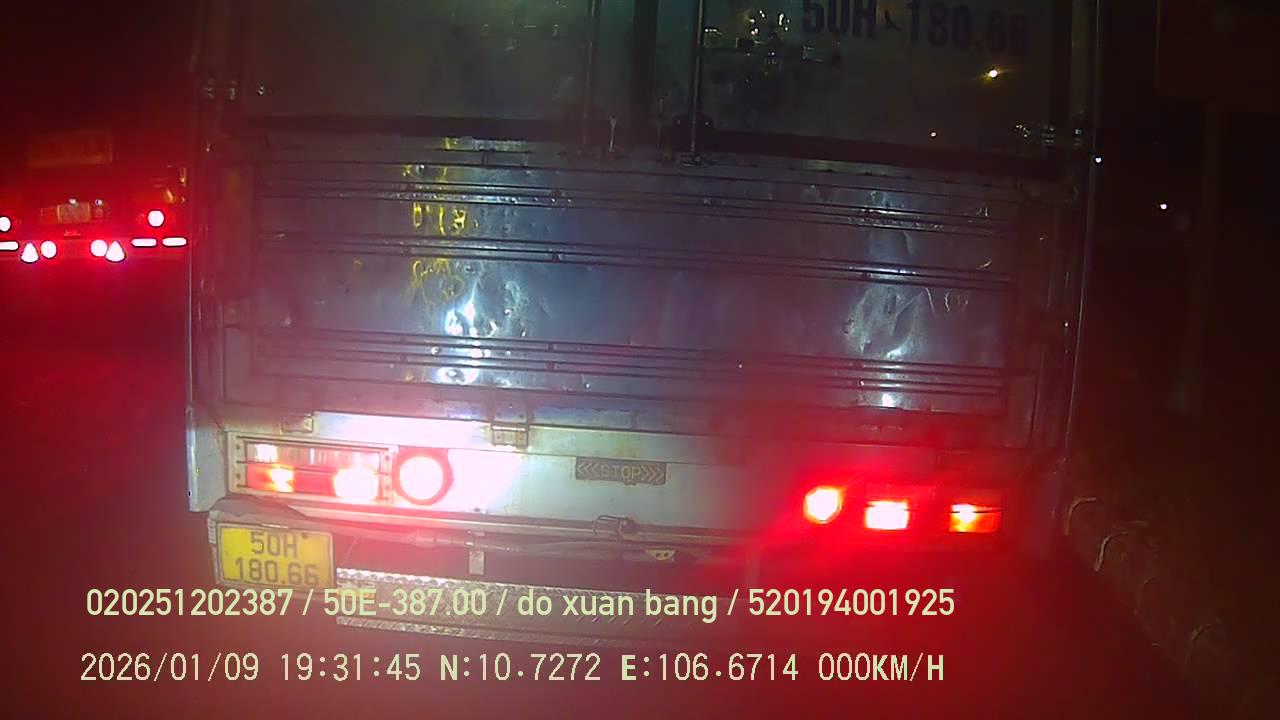 50H-180.66
<<<STOP>>>
50H
180.66
020251202387 / 50E-387.00 / do xuan bang / 520194001925
2026/01/09 19:31:45 N:10.7272 E:106.6714 000KM/H